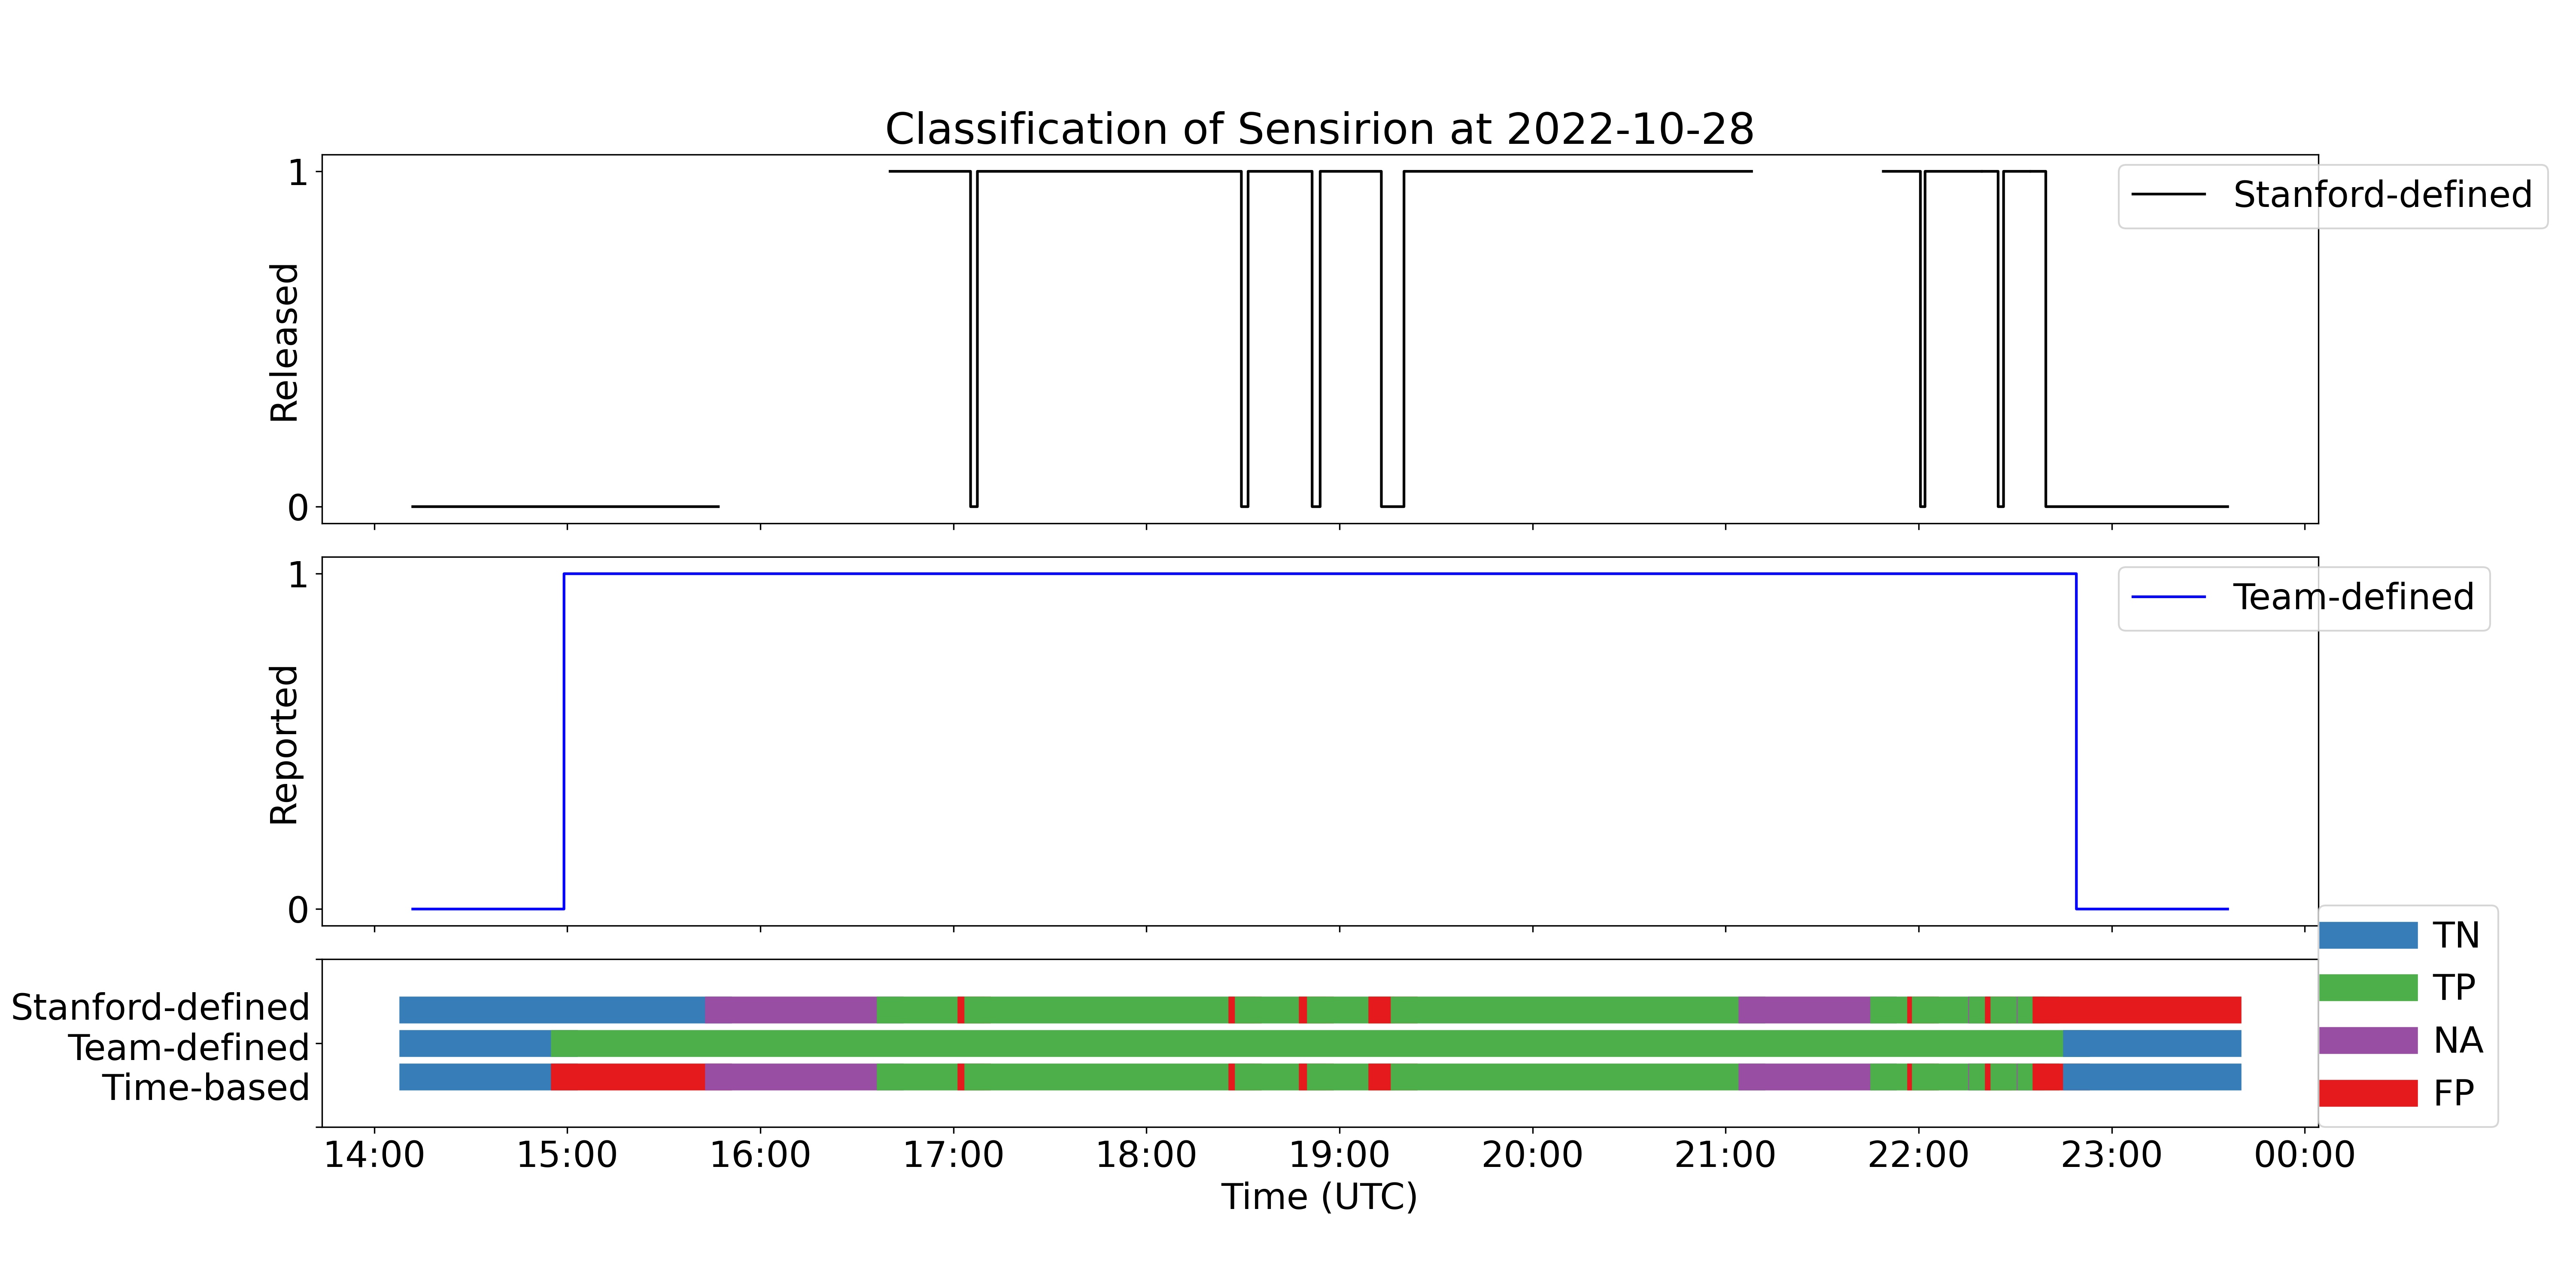 Classification of Sensirion at 2022-10-28
1
0
Released
Stanford-defined
1
0
Reported
Team-defined
Stanford-defined
Team-defined
Time-based
TN
TP
NA
FP
14:00 15:00 16:00 17:00 18:00 19:00 20:00 21:00 22:00 23:00 00:00
Time (UTC)